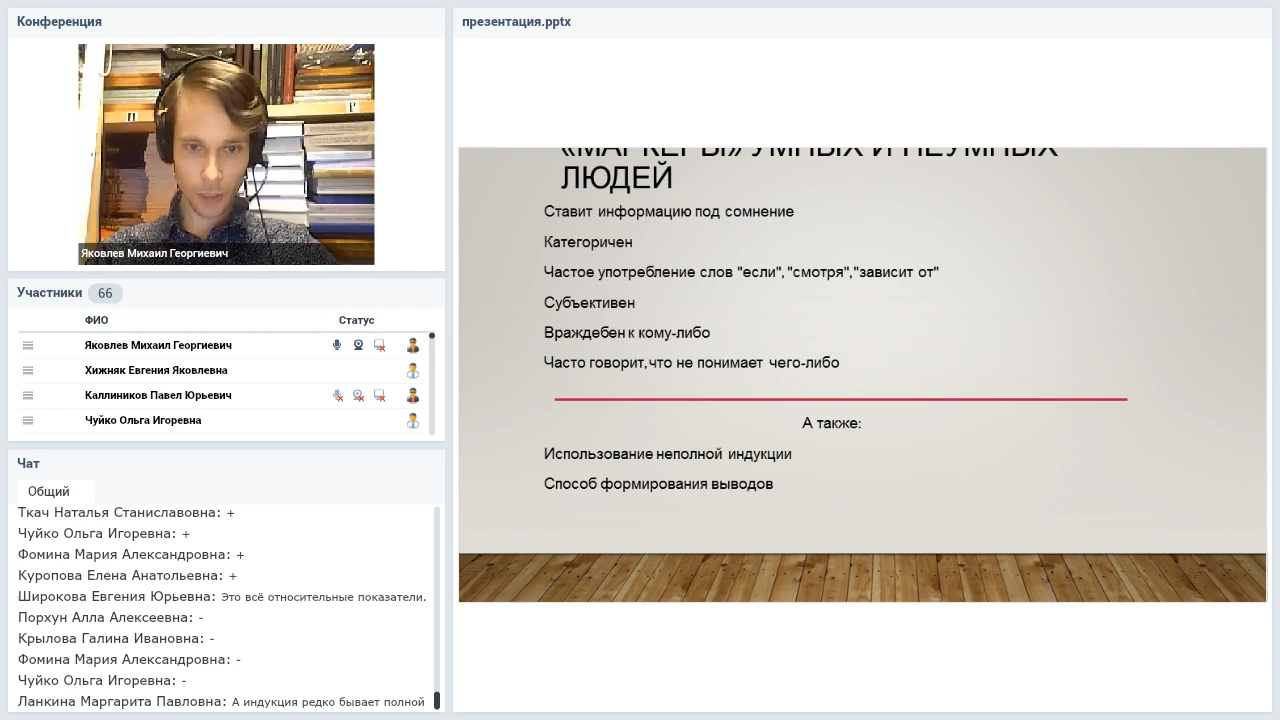 Конференция
Р
П
Яковлев Михаил Георгиевич
Участники 66
ФИО Статус
Яковлев Михаил Георгиевич
Хижняк Евгения Яковлевна
Каллиников Павел Юрьевич
Чуйко Ольга Игоревна
Чат
Общий
Ткач Наталья Станиславовна: +
Чуйко Ольга Игоревна: +
Фомина Мария Александровна: +
Куропова Елена Анатольевна: +
Широкова Евгения Юрьевна: Это всё относительные показатели.
Порхун Алла Алексеевна: -
Крылова Галина Ивановна: -
Фомина Мария Александровна: -
Чуйко Ольга Игоревна: -
Ланкина Маргарита Павловна: А индукция редко бывает полной
презентация.pptx
«МАРКЕРЫ» УМНЫХ И НЕУМНЫХ
ЛЮДЕЙ
Ставит информацию под сомнение
Категоричен
Частое употребление слов "если", "смотря","зависит от"
Субъективен
Враждебен к кому-либо
Часто говорит, что не понимает чего-либо
А также:
Использование неполной индукции
Способ формирования выводов